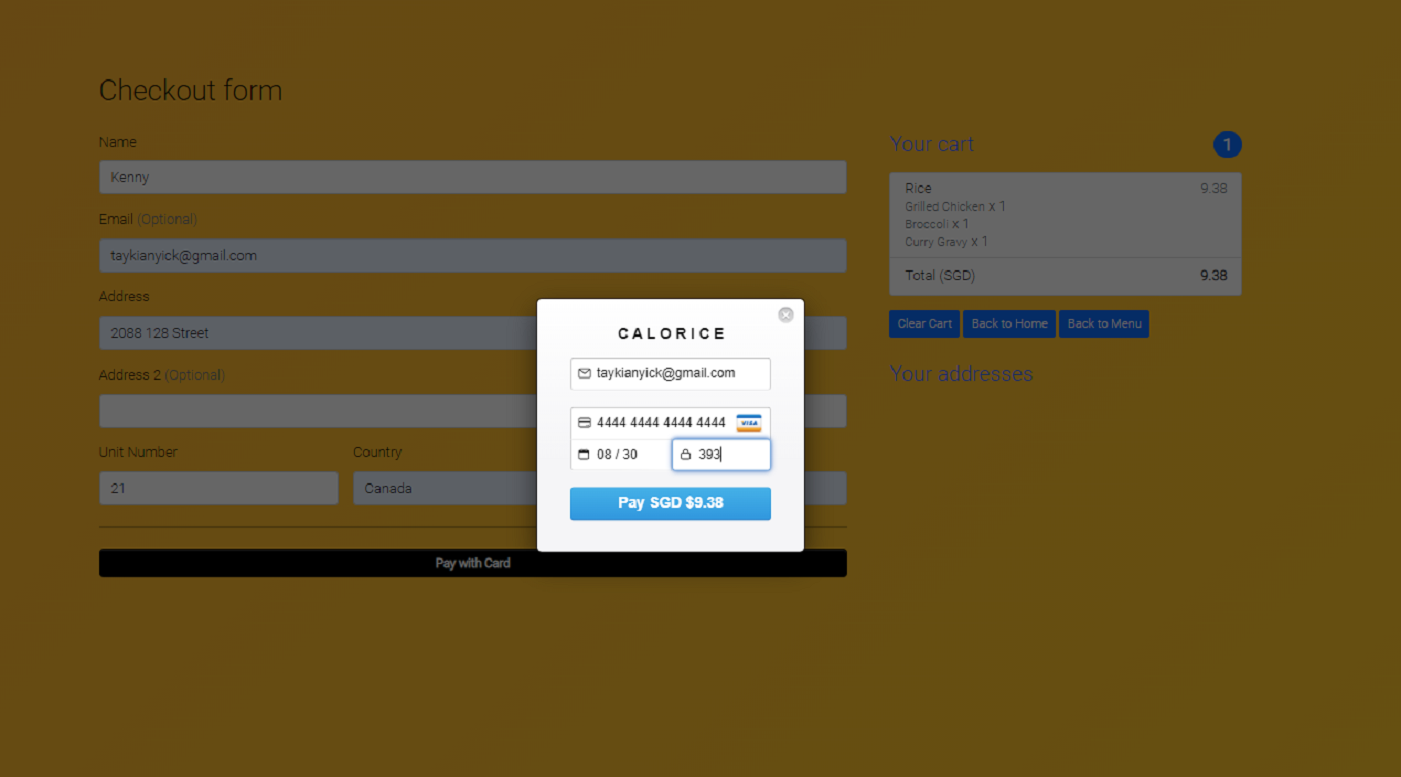 Checkout form
Name
Kenny
Email (Optional)
taykianyick@gmail.com
Address
2088 128 Street
Address 2 (Optional)
Unit Number
Country
21
Canada
Pay with Card
Your cart
1
Rice 9.38
Grilled Chicken x 1
Broccoli x 1
Curry Gravy x 1
Total (SGD) 9.38
Clear Cart
Back to Home
Back to Menu
Your addresses
CALORICE
taykianyick@gmail.com
4444 4444 4444 4444 VISA
08 / 30 393
Pay SGD $9.38